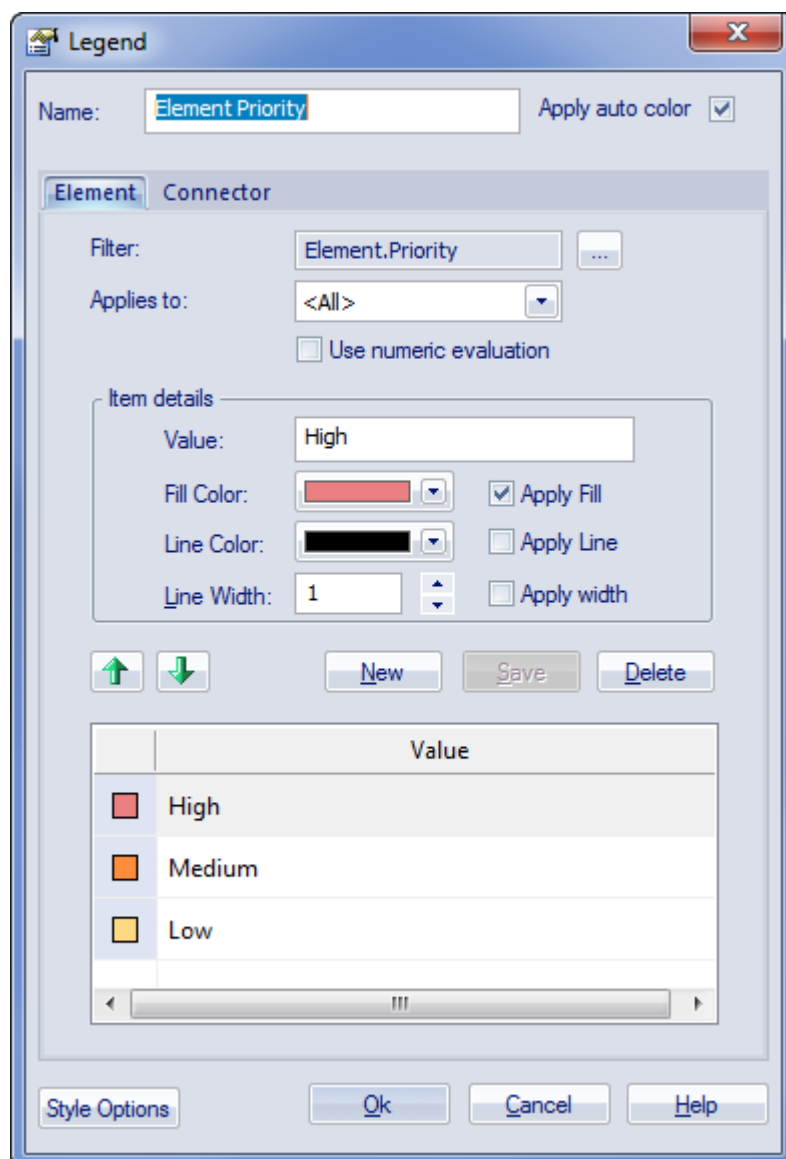 Legend
Name: Element Priority Apply auto color
Element Connector
Filter: Element.Priority ...
Applies to: <All>
Use numeric evaluation
Item details
Value: High
Fill Color: Apply Fill
Line Color: Apply Line
Line Width: 1 Apply width
New Save Delete
Value
High
Medium
Low
Style Options Ok Cancel Help